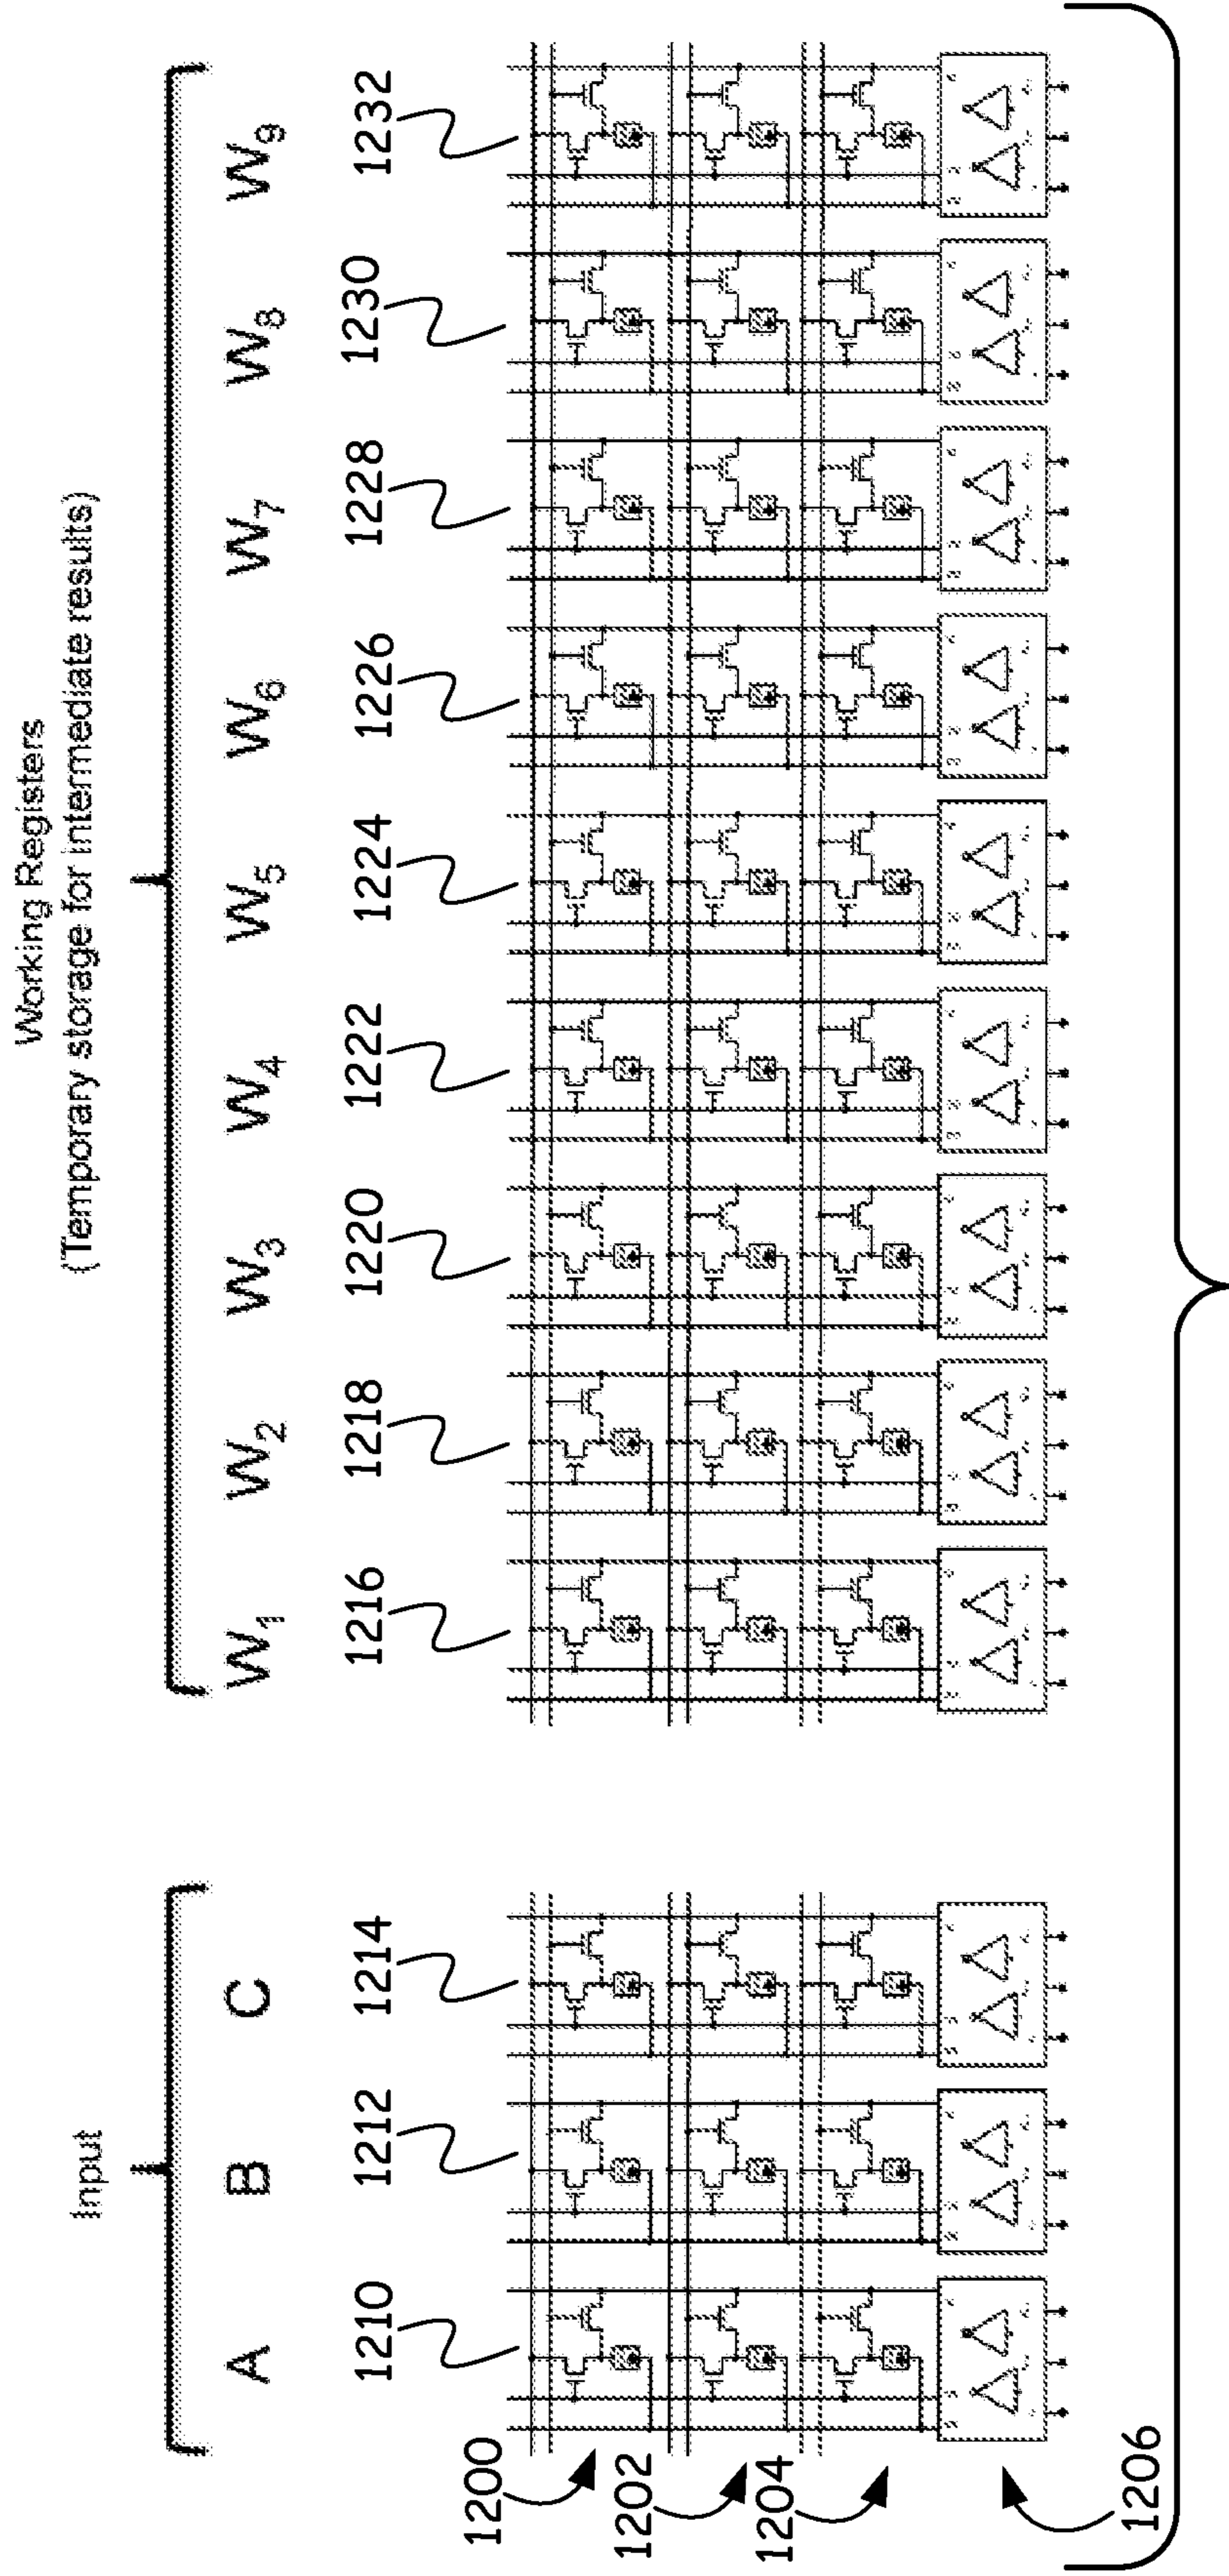 Working Registers
(Temporary storage for intermediate results)
Input
A B C W1 W2 W3 W4 W5 W6 W7 W8 W9
1210 1212 1214 1216 1218 1220 1222 1224 1226 1228 1230 1232
1200
1202
1204
1206